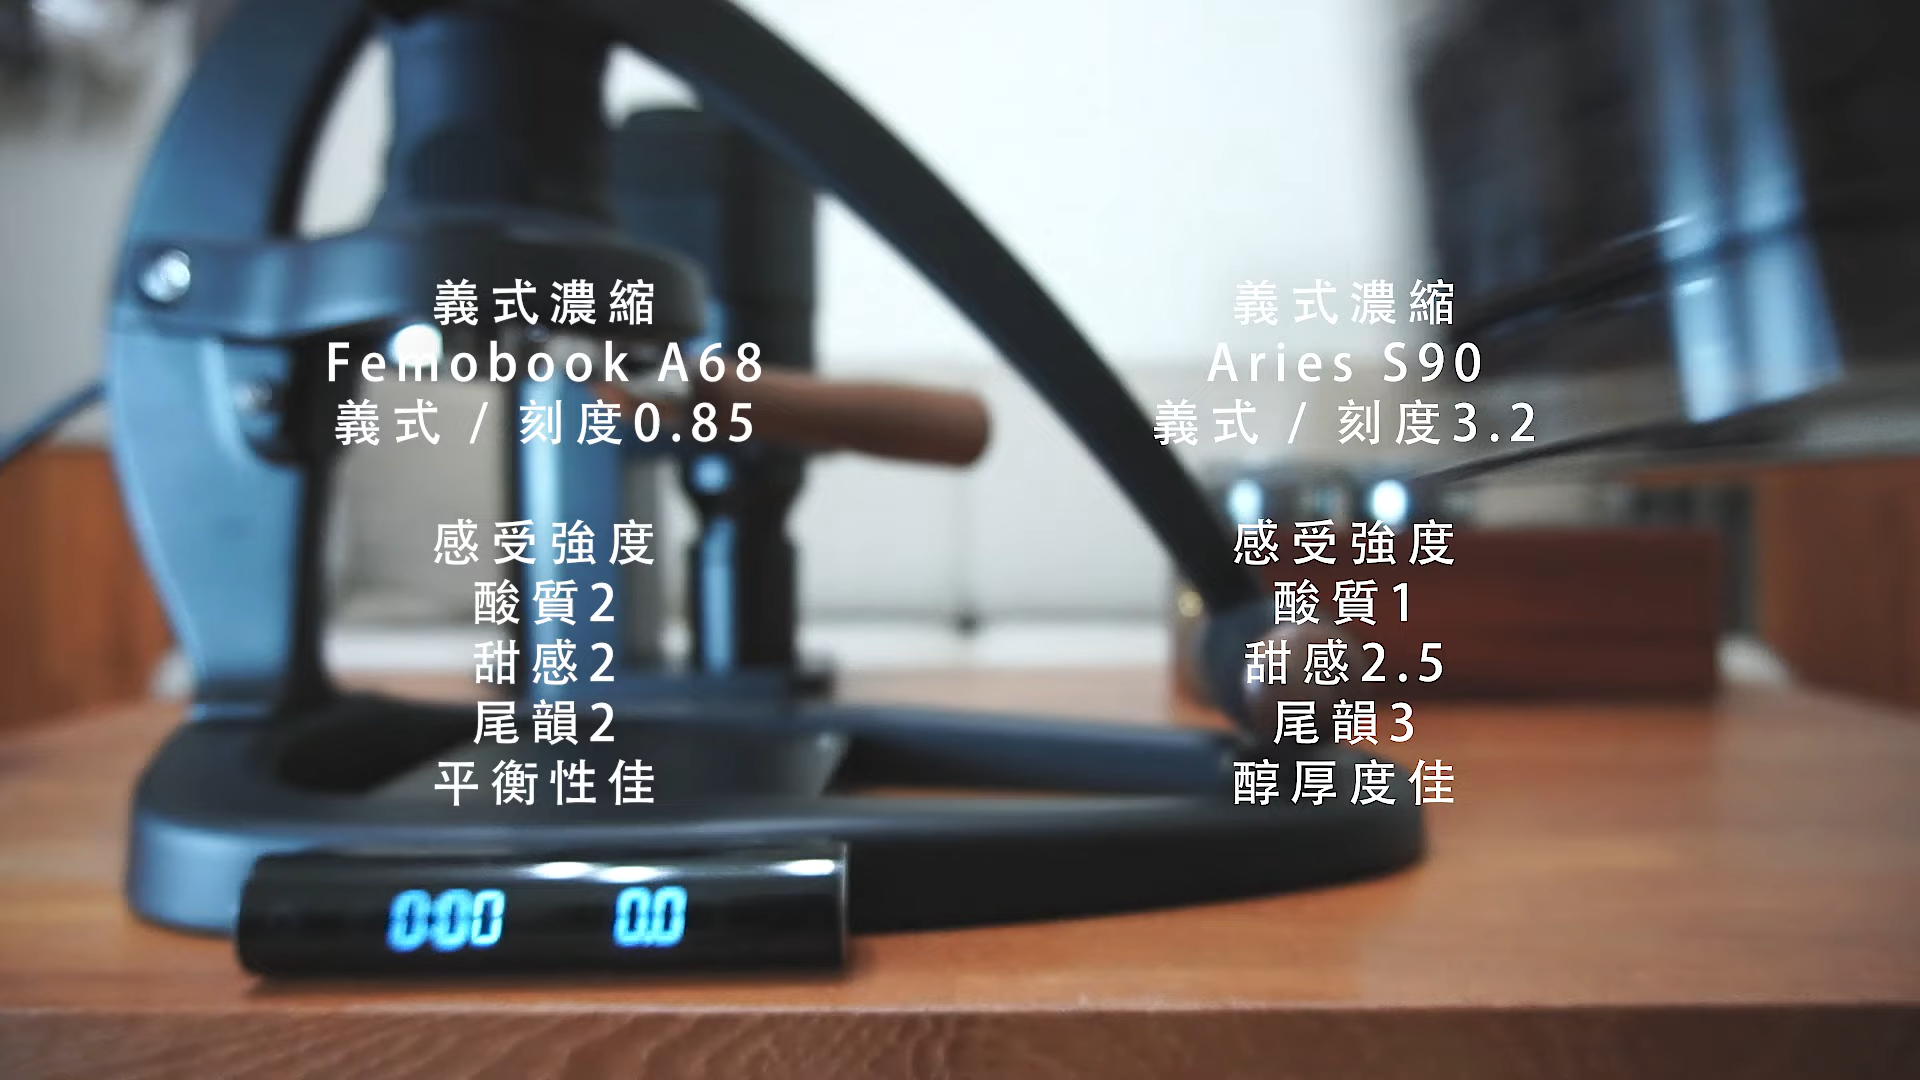 義式濃縮
Femobook A68
義式 / 刻度0.85
感受強度
酸質2
甜感2
尾韻2
平衡性佳
義式濃縮
Aries S90
義式 / 刻度3.2
感受強度
酸質1
甜感2.5
尾韻3
醇厚度佳
0:00 0.0